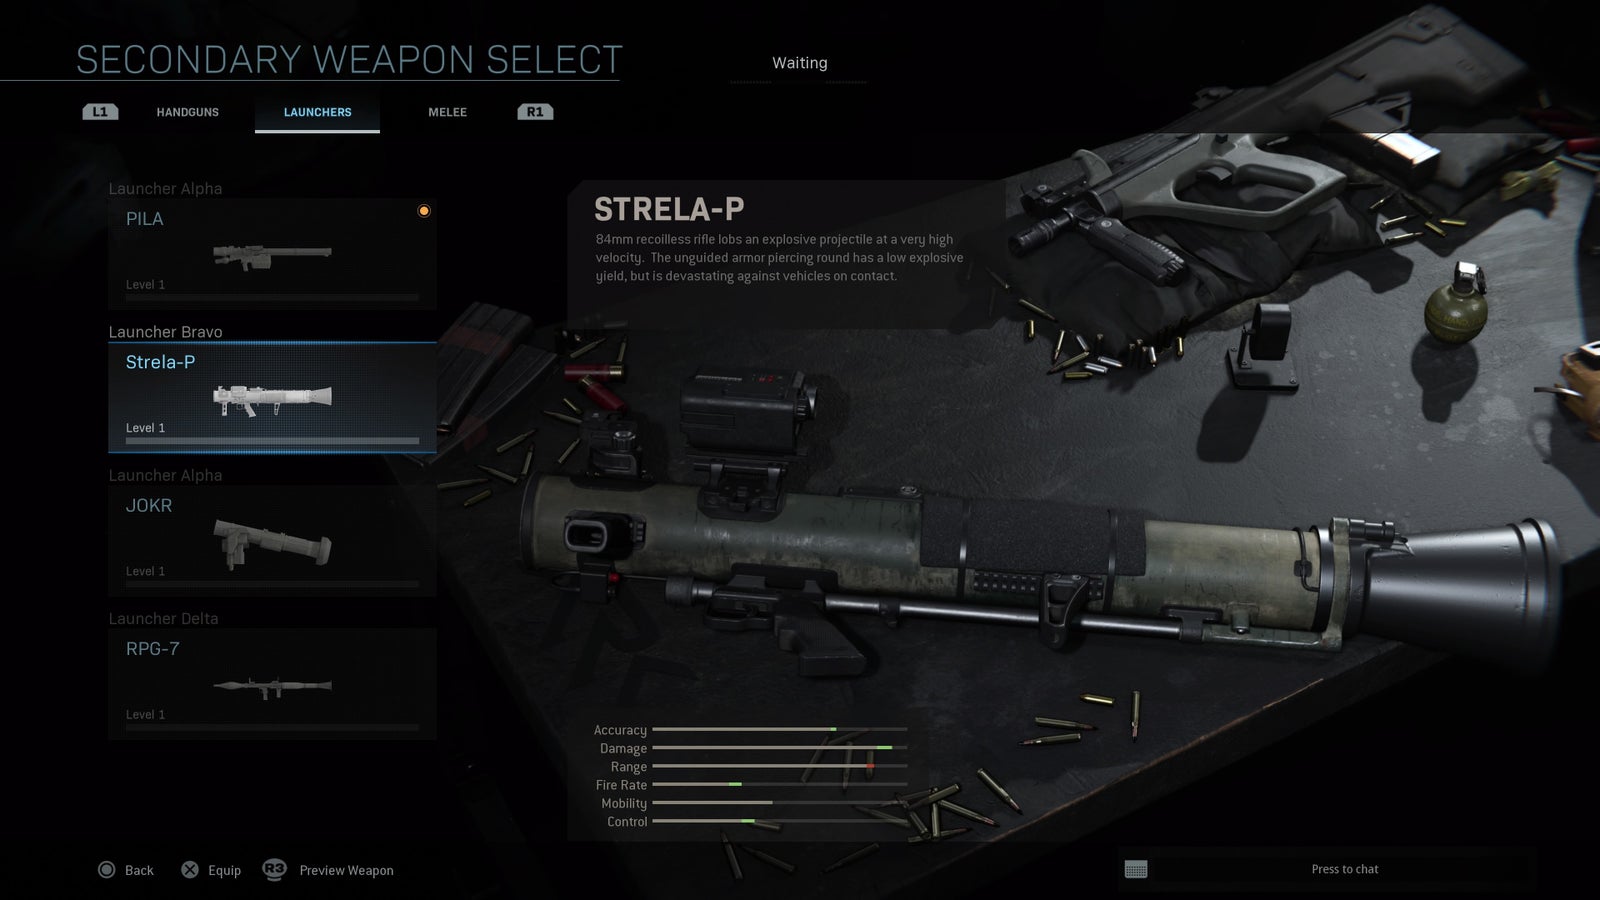 SECONDARY WEAPON SELECT
Waiting
L1 HANDGUNS LAUNCHERS MELEE R1
Launcher Alpha
PILA
Level 1
Launcher Bravo
Strela-P
Level 1
Launcher Alpha
JOKR
Level 1
Launcher Delta
RPG-7
Level 1
STRELA-P
84mm recoilless rifle lobs an explosive projectile at a very high
velocity. The unguided armor piercing round has a low explosive
yield, but is devastating against vehicles on contact.
Accuracy
Damage
Range
Fire Rate
Mobility
Control
Back
Equip
R3 Preview Weapon
Press to chat